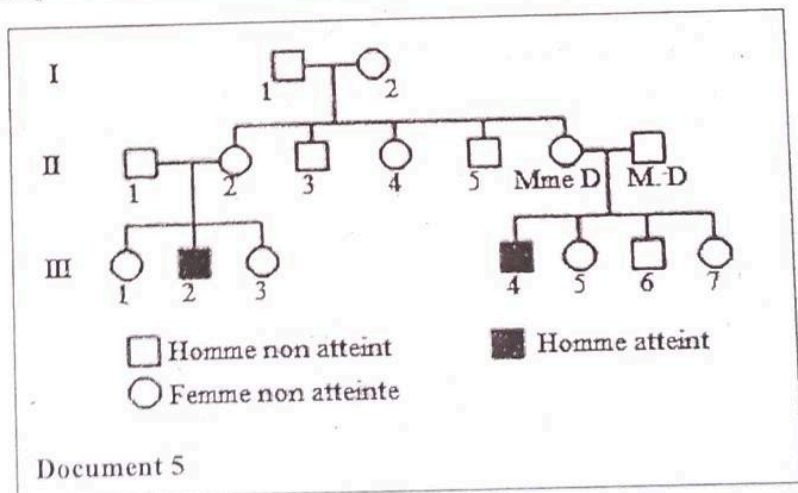 I
1 2
II
1 2 3 4 5 Mme D M. D
III
1 2 3 4 5 6 7
Homme non atteint Homme atteint
Femme non atteinte
Document 5